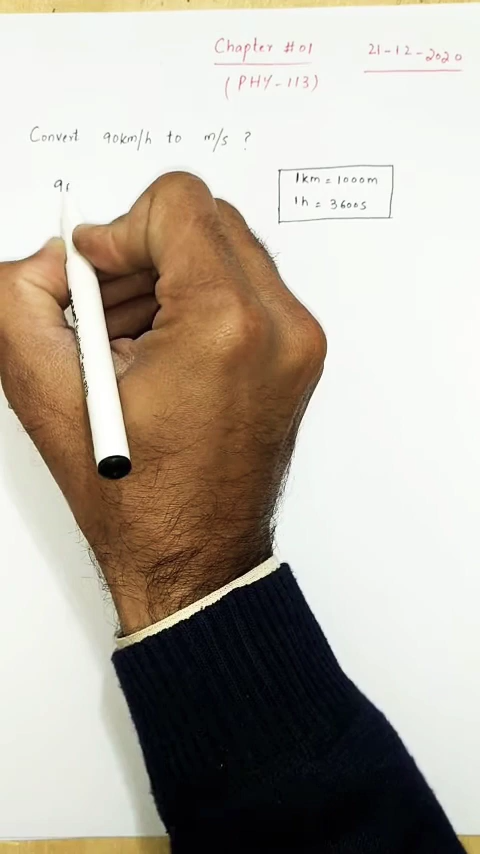 Chapter #01
21-12-2020
(PHY-113)
Convert 90km/h to m/s ?
1km = 1000m
1h = 3600s